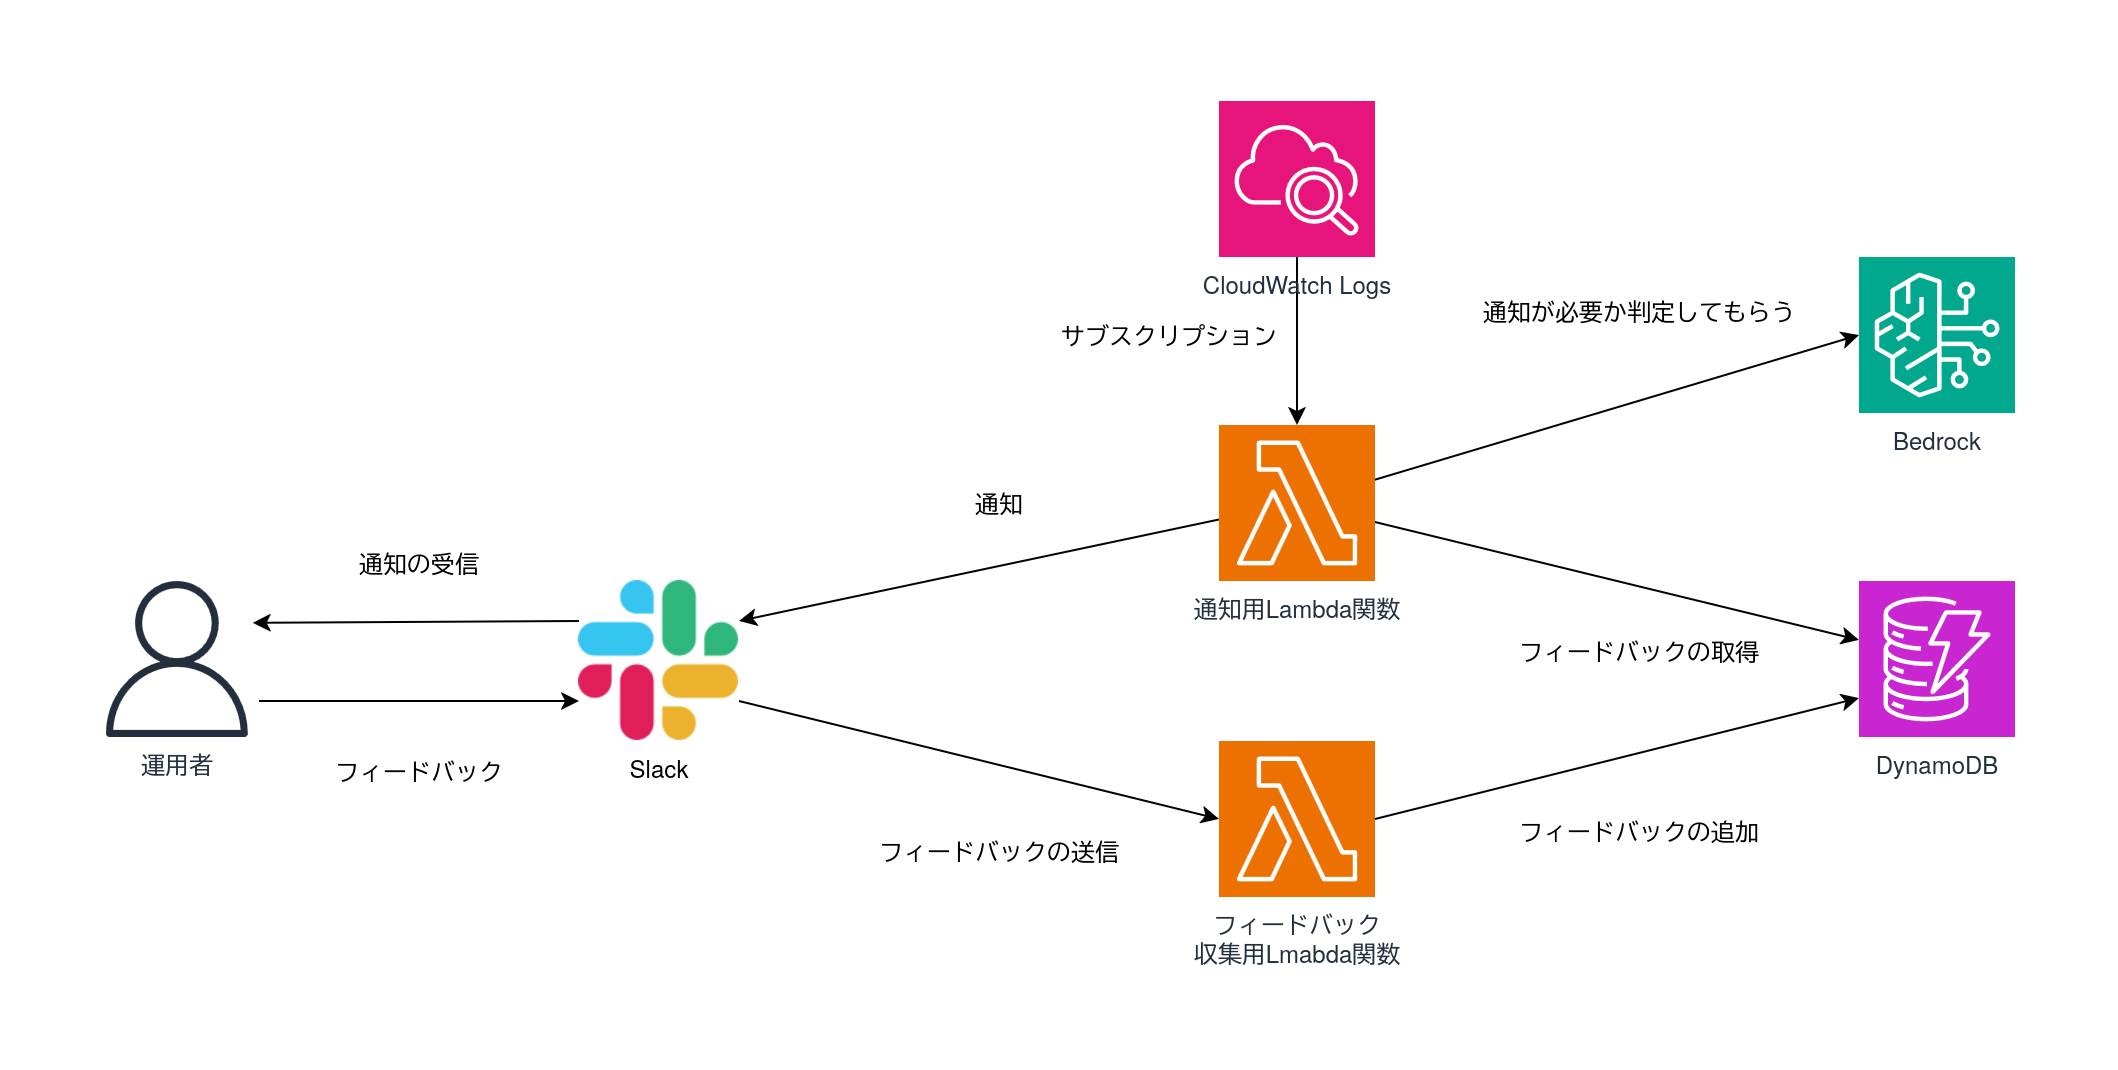 CloudWatch Logs
サブスクリプション
通知が必要か判定してもらう
Bedrock
通知
通知の受信
通知用Lambda関数
フィードバックの取得
運用者
フィードバック
Slack
DynamoDB
フィードバックの送信
フィードバックの追加
フィードバック
収集用Lmabda関数